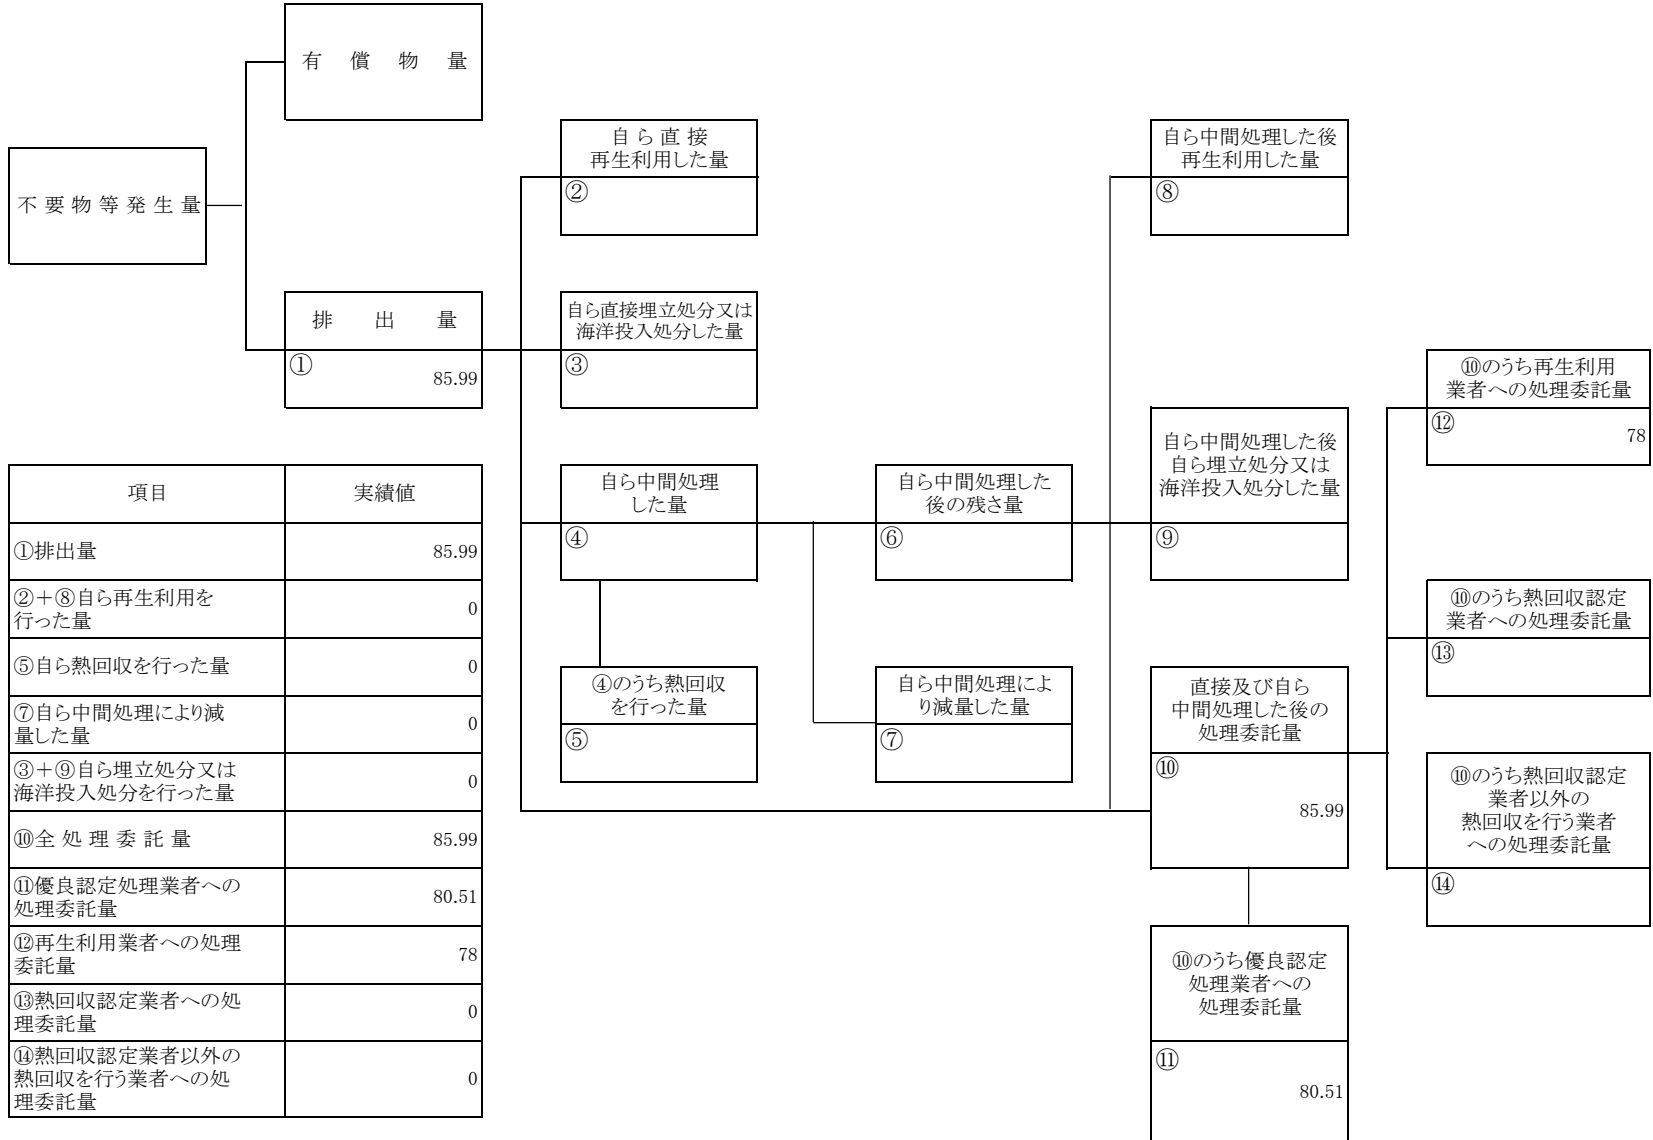 有　償　物　量
不 要 物 等 発 生 量
排　出　量
①
85.99
自 ら 直 接
再生利用した量
②
自ら直接埋立処分又は
海洋投入処分した量
③
自ら中間処理
した量
④
④のうち熱回収
を行った量
⑤
自ら中間処理した
後の残さ量
⑥
自ら中間処理によ
り減量した量
⑦
自ら中間処理した後
再生利用した量
⑧
自ら中間処理した後
自ら埋立処分又は
海洋投入処分した量
⑨
直接及び自ら
中間処理した後の
処理委託量
⑩
85.99
⑩のうち優良認定
処理業者への
処理委託量
⑪
80.51
⑩のうち再生利用
業者への処理委託量
⑫
78
⑩のうち熱回収認定
業者への処理委託量
⑬
⑩のうち熱回収認定
業者以外の
熱回収を行う業者
への処理委託量
⑭
項目 実績値
①排出量 85.99
②＋⑧自ら再生利用を
行った量 0
⑤自ら熱回収を行った量 0
⑦自ら中間処理により減
量した量 0
③＋⑨自ら埋立処分又は
海洋投入処分を行った量 0
⑩全 処 理 委 託 量 85.99
⑪優良認定処理業者への
処理委託量 80.51
⑫再生利用業者への処理
委託量 78
⑬熱回収認定業者への処
理委託量 0
⑭熱回収認定業者以外の
熱回収を行う業者への処
理委託量 0